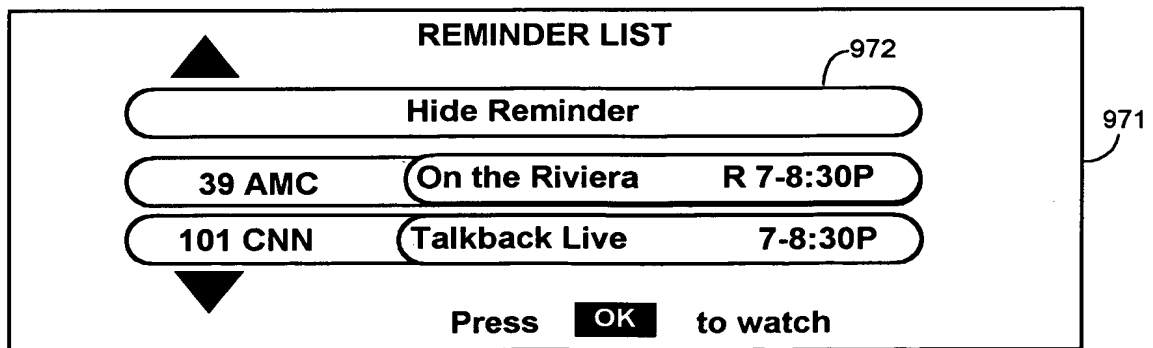 REMINDER LIST
972
Hide Reminder
971
39 AMC On the Riviera R 7-8:30P
101 CNN Talkback Live 7-8:30P
Press OK to watch